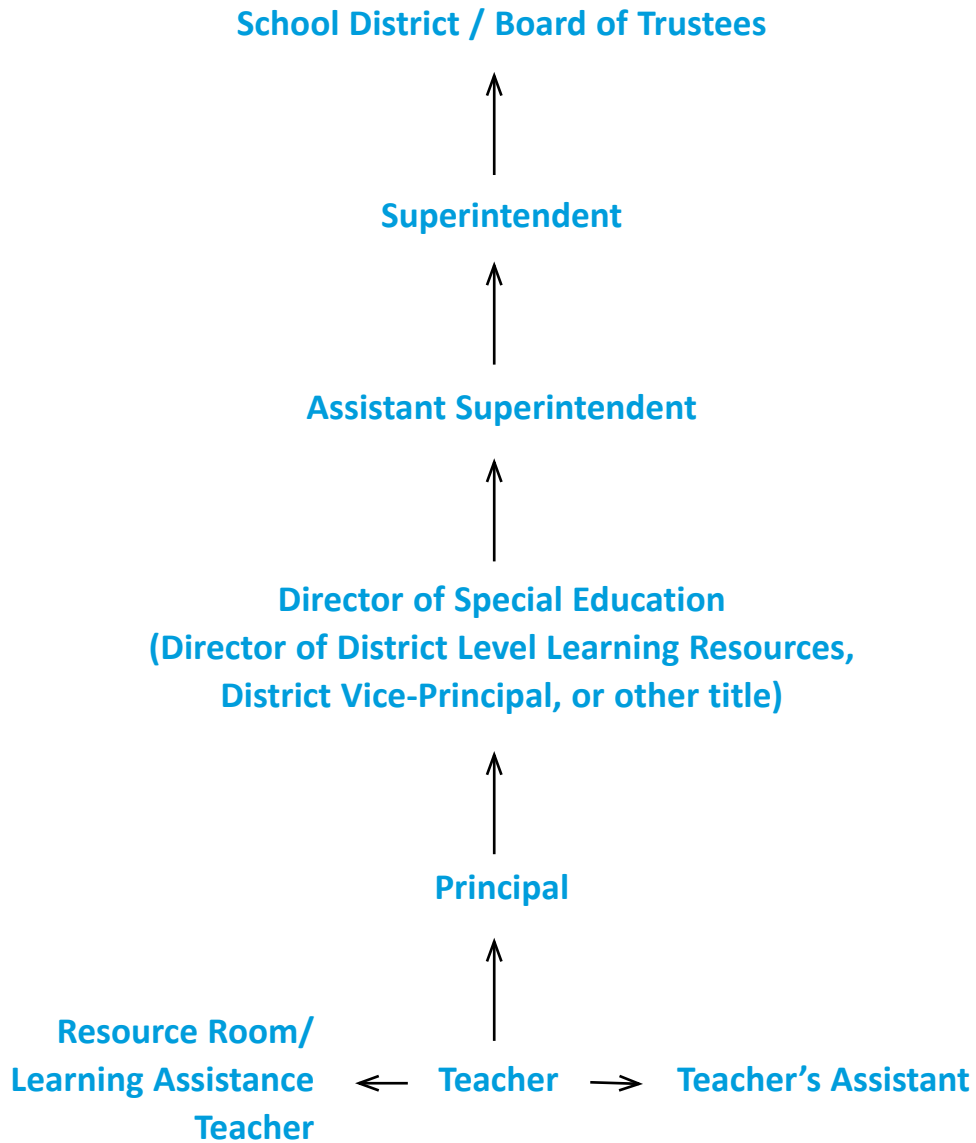 School District / Board of Trustees
Superintendent
Assistant Superintendent
Director of Special Education
(Director of District Level Learning Resources,
District Vice-Principal, or other title)
Principal
Resource Room/
Learning Assistance
Teacher
Teacher
Teacher’s Assistant